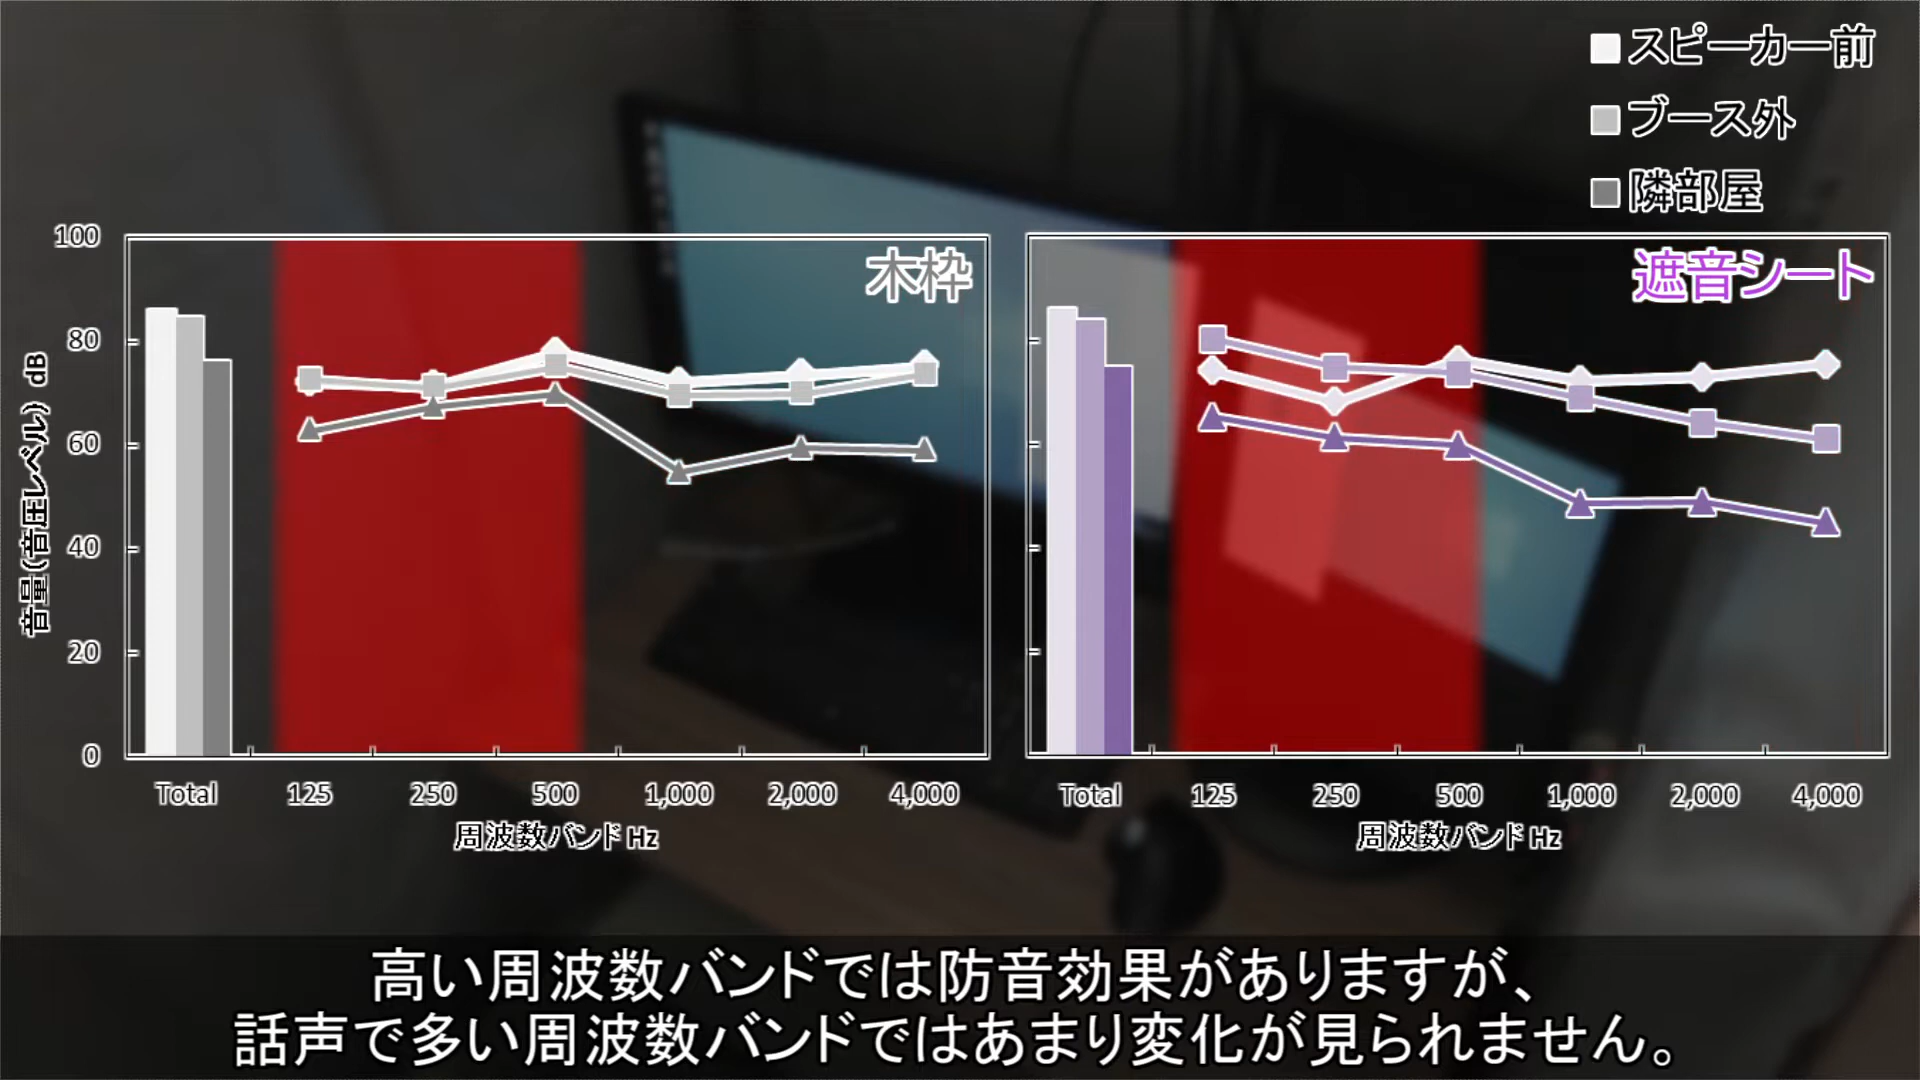 スピーカー前
ブース外
隣部屋
木枠
遮音シート
音量(音圧レベル) dB
100
80
60
40
20
0
Total 125 250 500 1,000 2,000 4,000
周波数バンド Hz
Total 125 250 500 1,000 2,000 4,000
周波数バンド Hz
高い周波数バンドでは防音効果がありますが、
話声で多い周波数バンドではあまり変化が見られません。